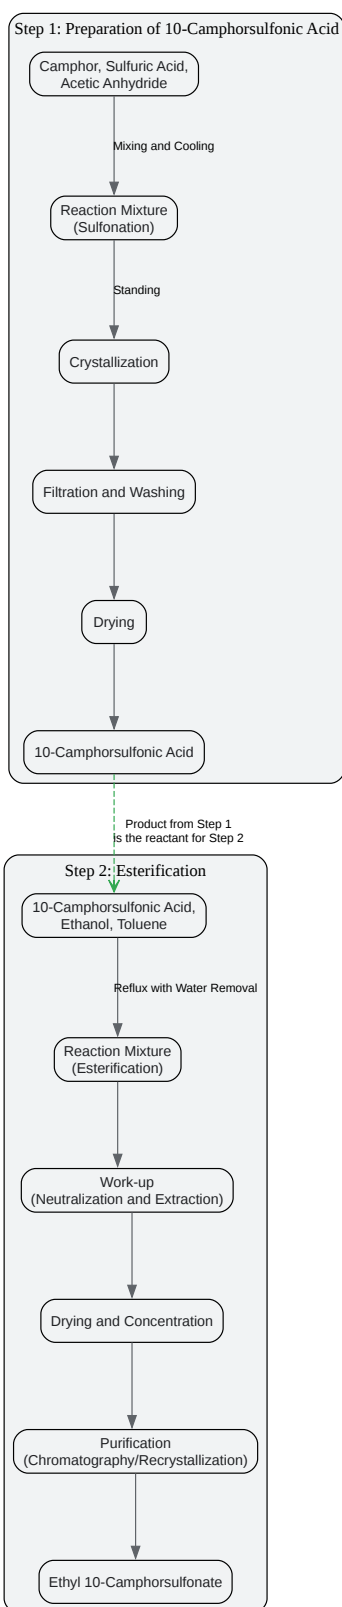 Step 1: Preparation of 10-Camphorsulfonic Acid
Camphor, Sulfuric Acid,
Acetic Anhydride
Mixing and Cooling
Reaction Mixture
(Sulfonation)
Standing
Crystallization
Filtration and Washing
Drying
10-Camphorsulfonic Acid
Product from Step 1
is the reactant for Step 2
Step 2: Esterification
10-Camphorsulfonic Acid,
Ethanol, Toluene
Reflux with Water Removal
Reaction Mixture
(Esterification)
Work-up
(Neutralization and Extraction)
Drying and Concentration
Purification
(Chromatography/Recrystallization)
Ethyl 10-Camphorsulfonate